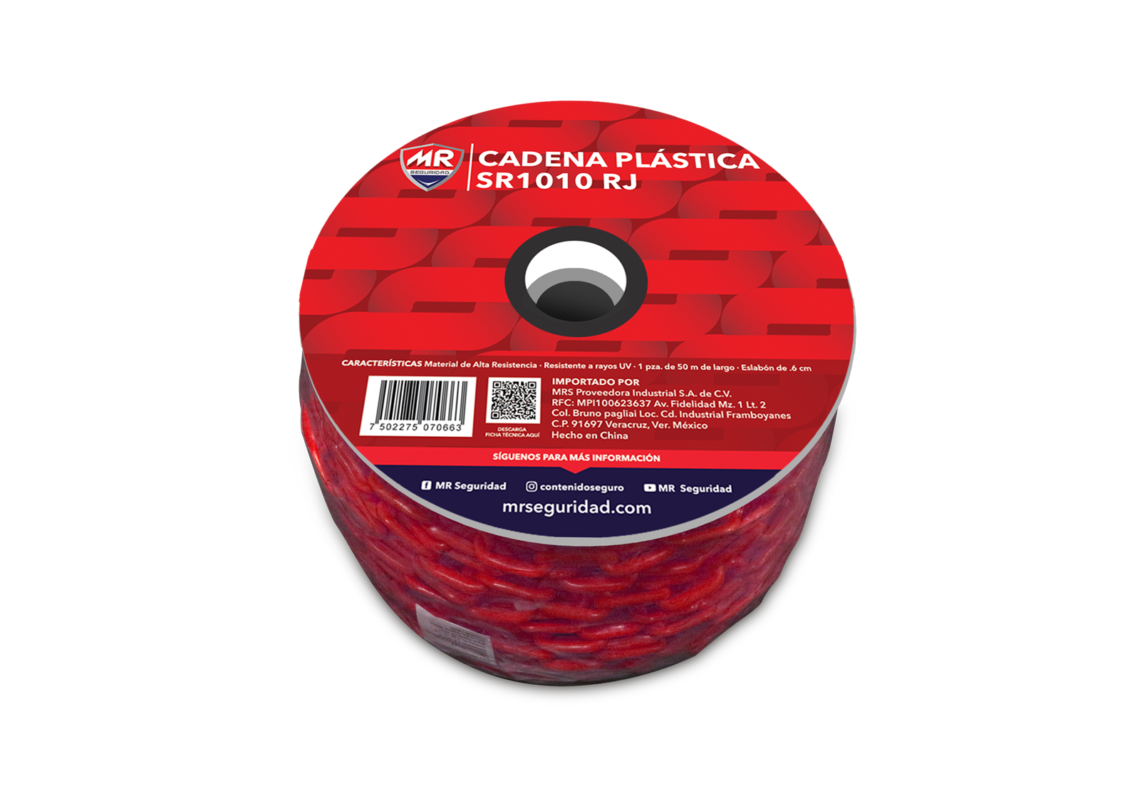 MR
SEGURIDAD
CADENA PLÁSTICA
SR1010 RJ
CARACTERÍSTICAS Material de Alta Resistencia · Resistente a rayos UV · 1 pza. de 50 m de largo · Eslabón de .6 cm
7 502275 070663
DESCARGA
FICHA TÉCNICA AQUÍ
IMPORTADO POR
MRS Proveedora Industrial S.A. de C.V.
RFC: MPI100623637 Av. Fidelidad Mz. 1 Lt. 2
Col. Bruno pagliai Loc. Cd. Industrial Framboyanes
C.P. 91697 Veracruz, Ver. México
Hecho en China
SÍGUENOS PARA MÁS INFORMACIÓN
MR Seguridad
contenidoseguro
MR Seguridad
mrseguridad.com